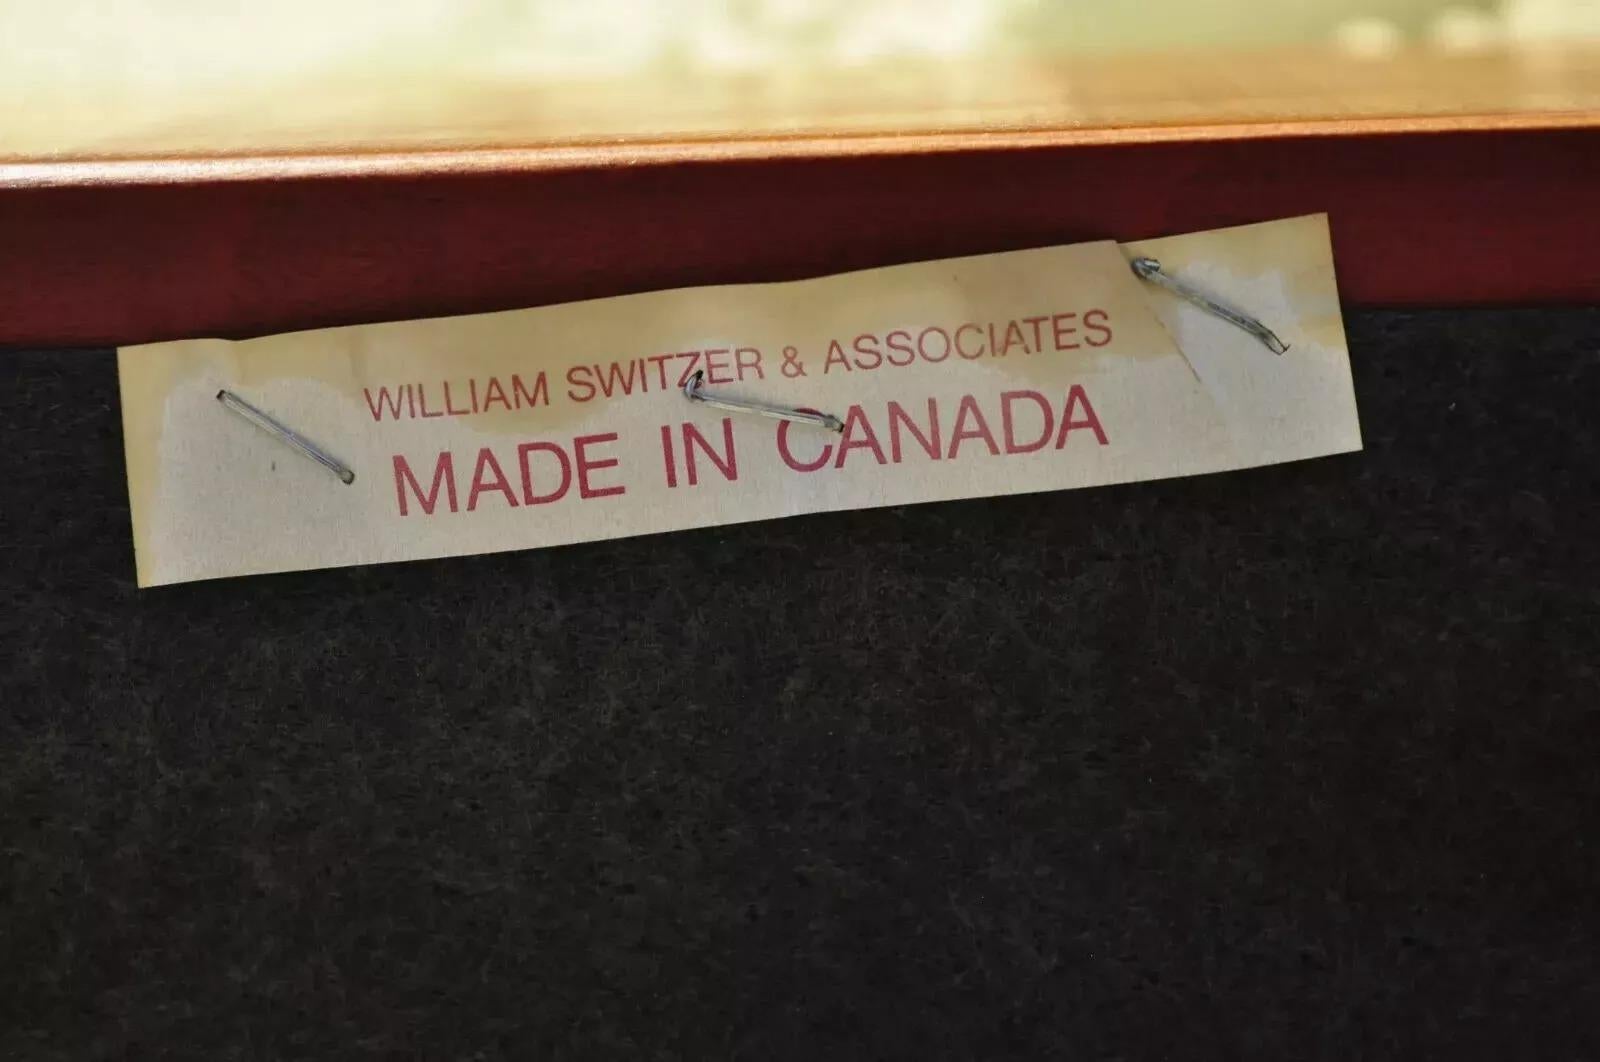 WILLIAM SWITZER & ASSOCIATES
MADE IN CANADA